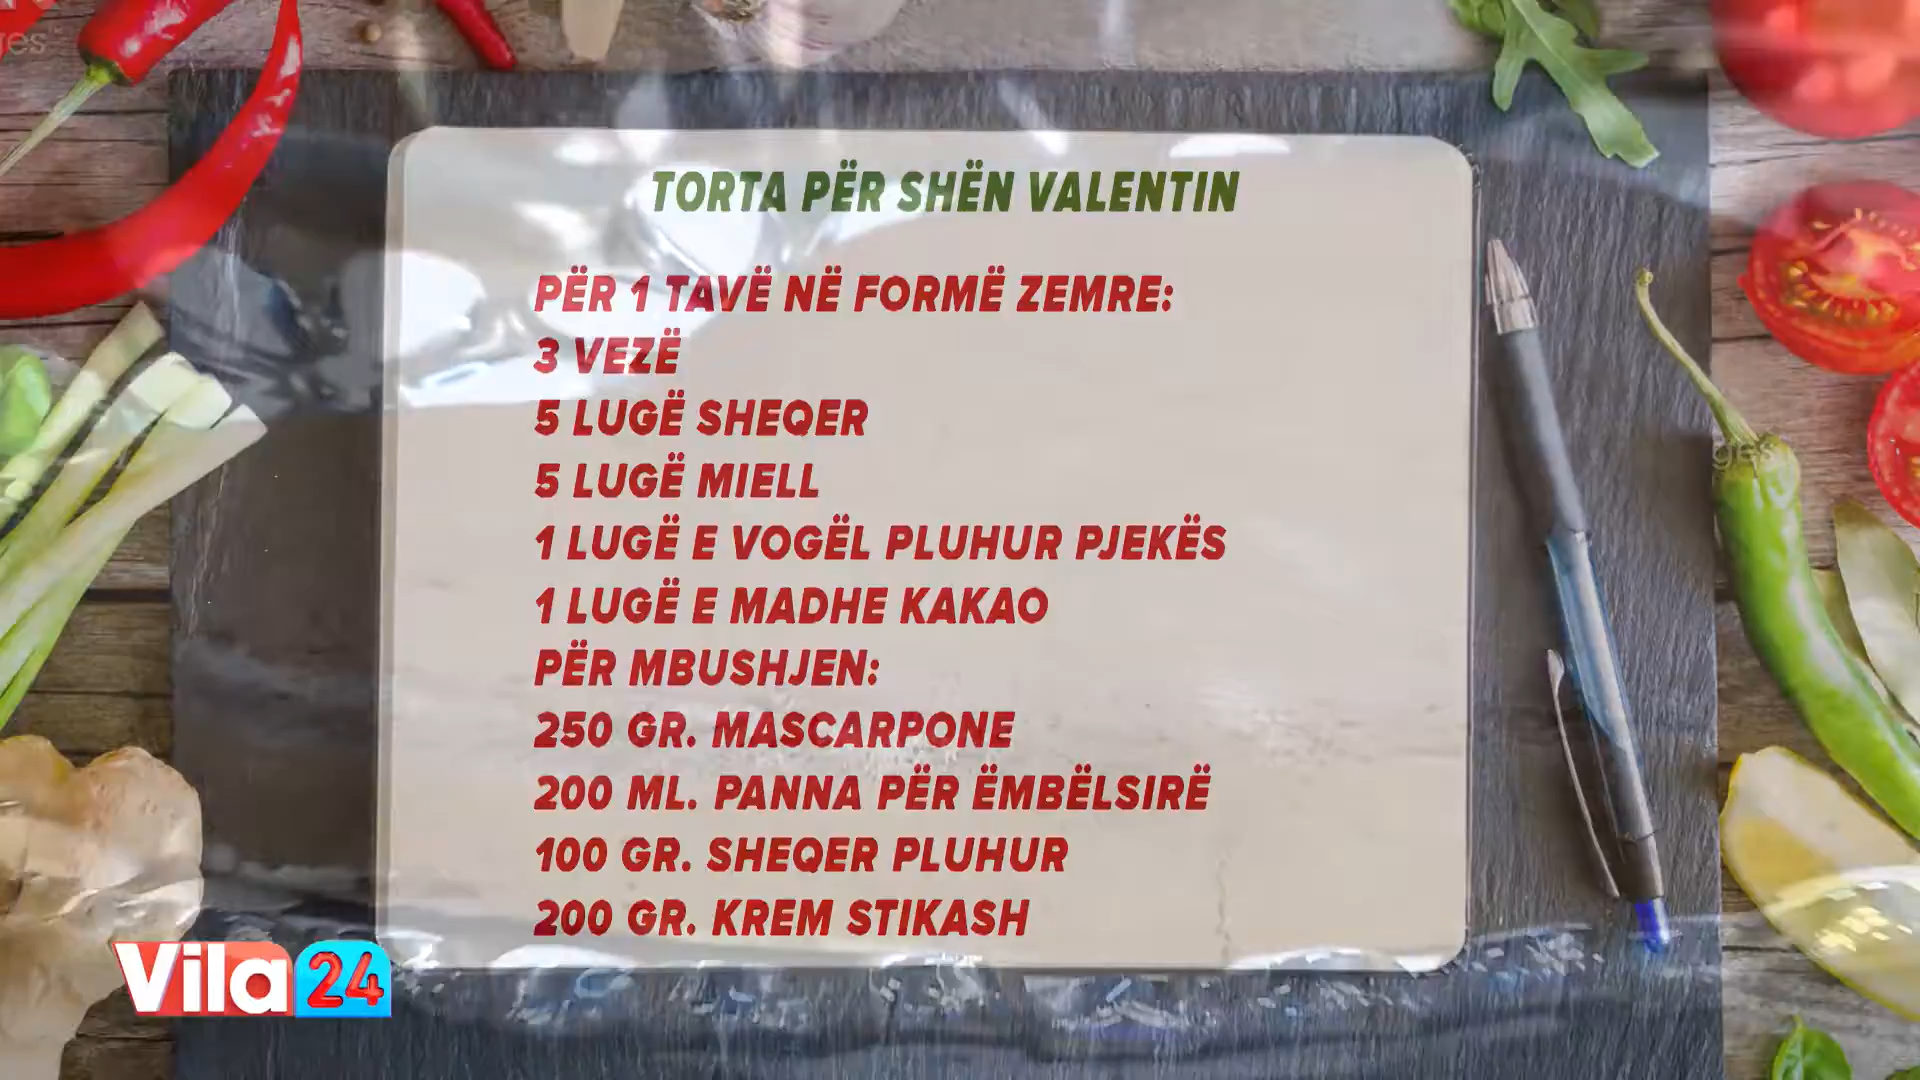 TORTA PËR SHËN VALENTIN
PËR 1 TAVË NË FORMË ZEMRE:
3 VEZË
5 LUGË SHEQER
5 LUGË MIELL
1 LUGË E VOGËL PLUHUR PJEKËS
1 LUGË E MADHE KAKAO
PËR MBUSHJEN:
250 GR. MASCARPONE
200 ML. PANNA PËR ËMBËLSIRË
100 GR. SHEQER PLUHUR
200 GR. KREM STIKASH
Vila 24